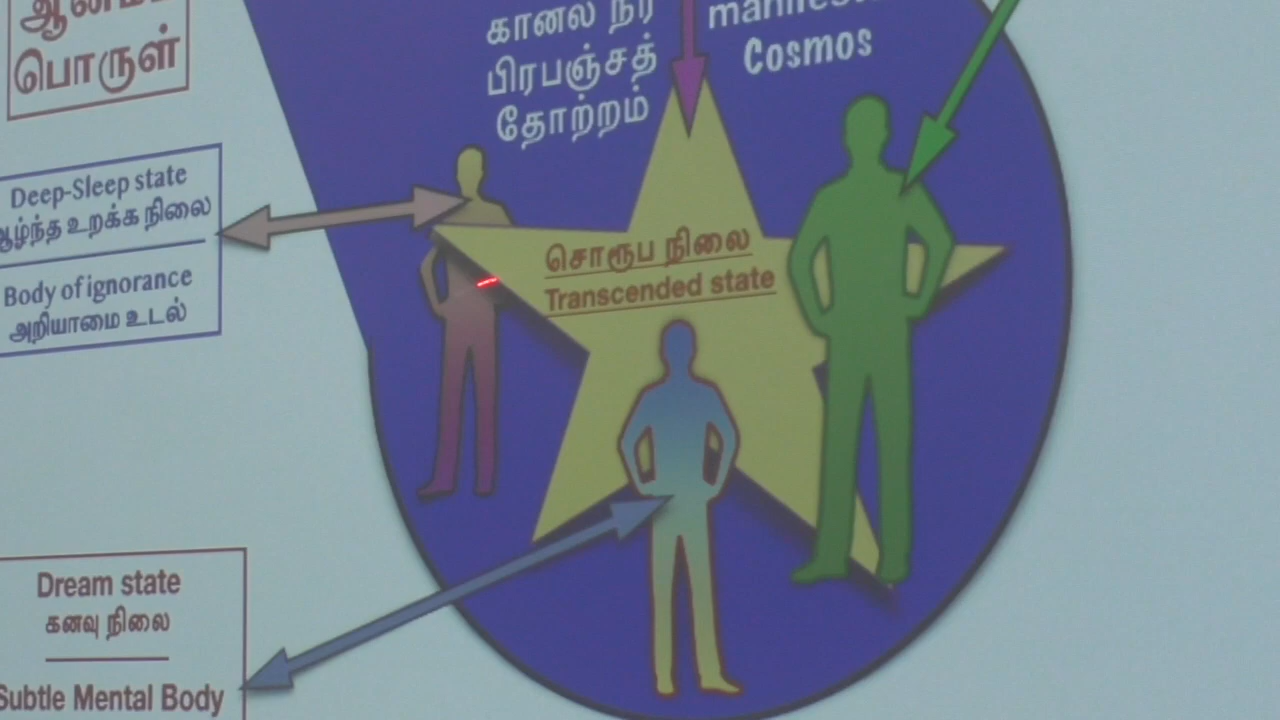 பொருள்
கானல் நீர்
பிரபஞ்சத்
தோற்றம்
Cosmos
Deep-Sleep state
ஆழ்ந்த உறக்க நிலை
Body of ignorance
அறியாமை உடல்
சொரூப நிலை
Transcended state
Dream state
கனவு நிலை
Subtle Mental Body